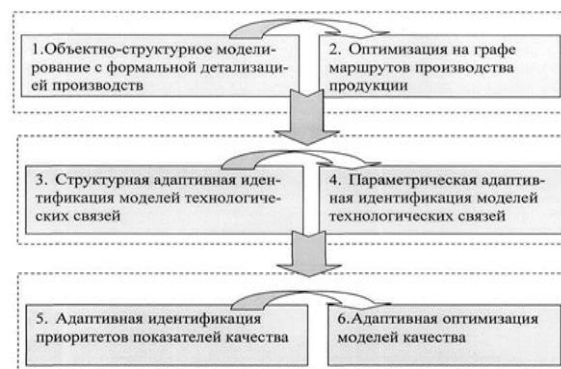 1.Объектно-структурное модели-
рование с формальной детализаци-
ей производств
2. Оптимизация на графе
маршрутов производства
продукции
3. Структурная адаптивная иден-
тификация моделей технологиче-
ских связей
4. Параметрическая адаптив-
ная идентификация моделей
технологических связей
5. Адаптивная идентификация
приоритетов показателей качества
6.Адаптивная оптимизация
моделей качества